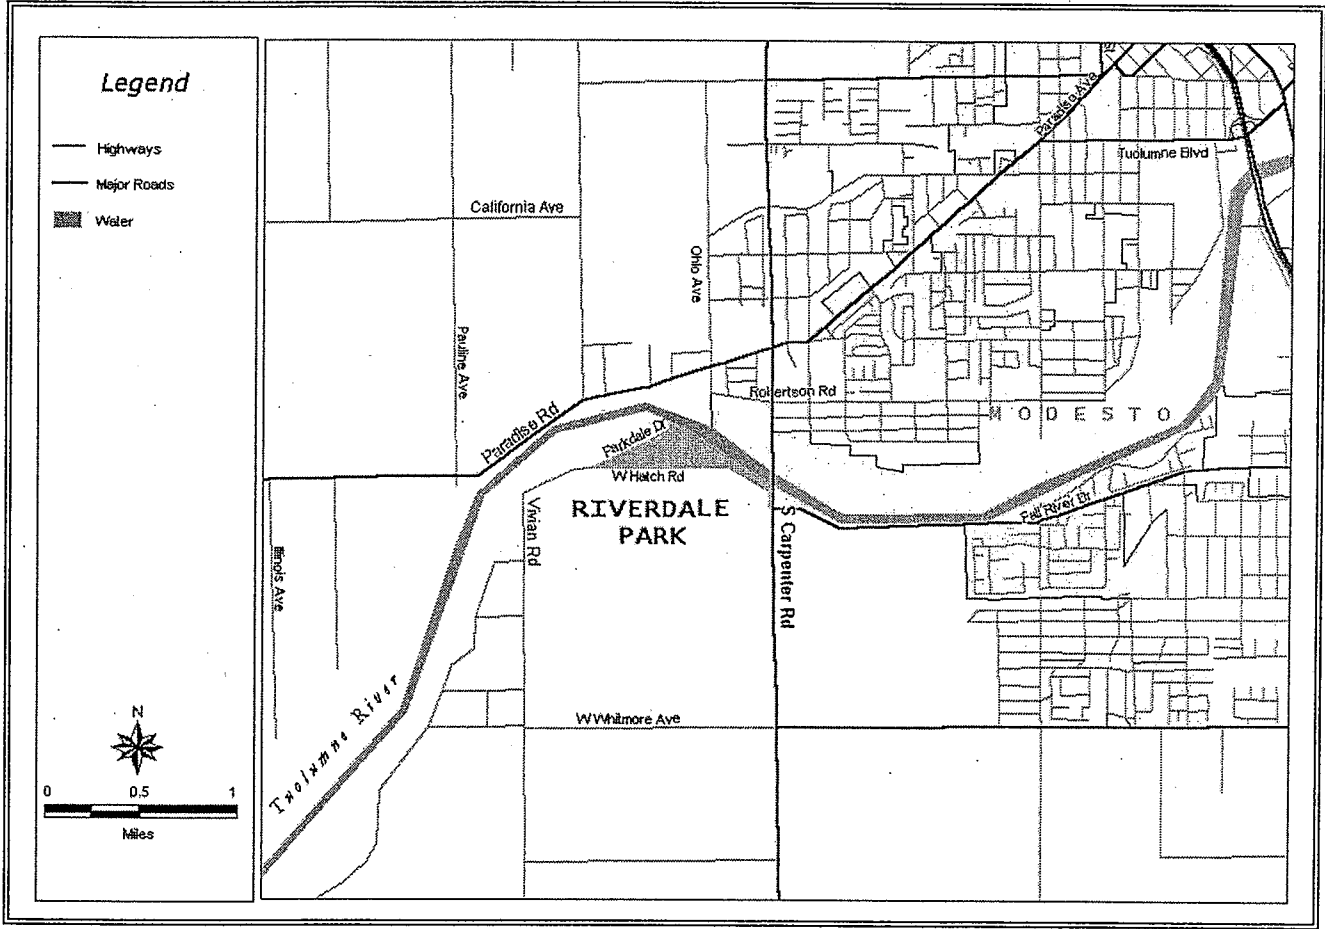 Legend
Highways
Major Roads
Water
N
0 0.5 1
Miles
California Ave
Pauline Ave
Ohio Ave
Paradise Ave
Tuolumne Blvd
Robertson Rd
MODESTO
Paradise Rd
Parkdale Dr
W Hatch Rd
RIVERDALE
PARK
Vivian Rd
S Carpenter Rd
Fall River Dr
Illinois Ave
W Whitmore Ave
Tuolumne River